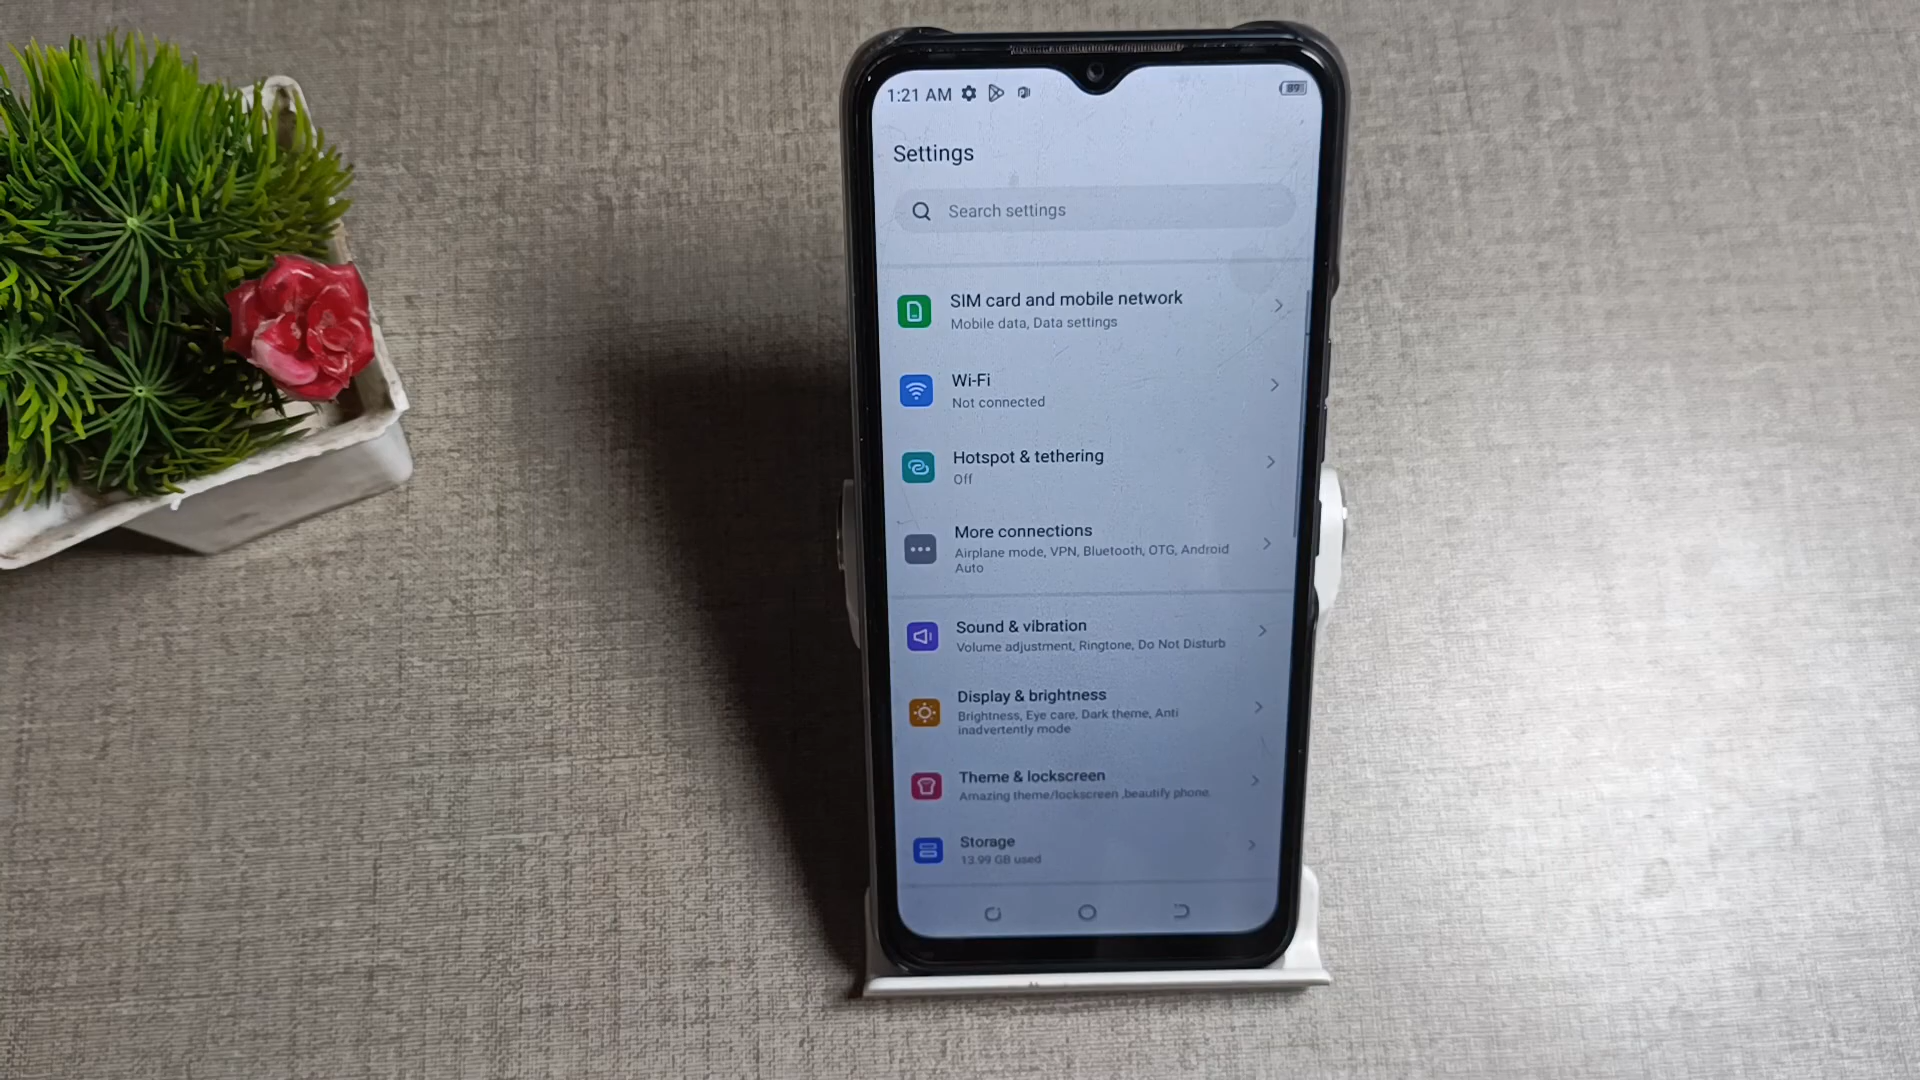 1:21 AM
89
Settings
Search settings
SIM card and mobile network
Mobile data, Data settings
Wi-Fi
Not connected
Hotspot & tethering
Off
More connections
Airplane mode, VPN, Bluetooth, OTG, Android
Auto
Sound & vibration
Volume adjustment, Ringtone, Do Not Disturb
Display & brightness
Brightness, Eye care, Dark theme, Anti
inadvertently mode
Theme & lockscreen
Amazing theme/lockscreen ,beautify phone.
Storage
13.99 GB used